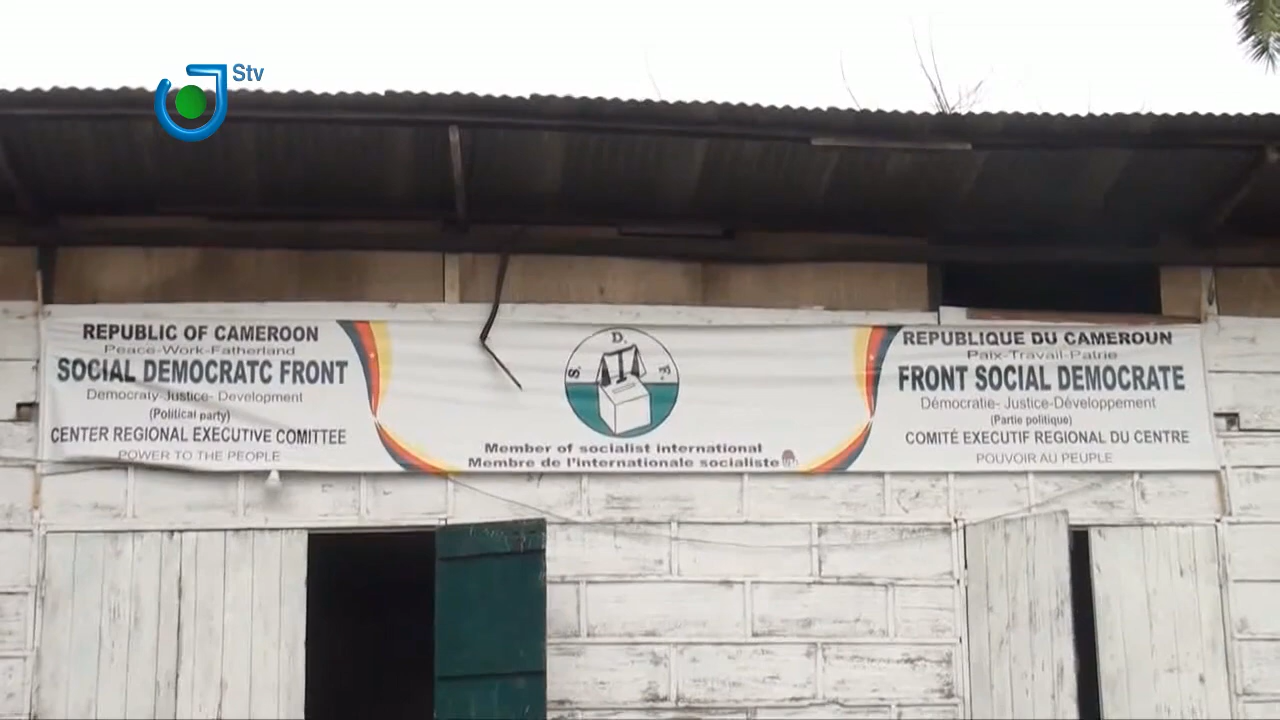 Stv
REPUBLIC OF CAMEROON
Peace-Work-Fatherland
SOCIAL DEMOCRATC FRONT
Democraty-Justice- Development
(Political party)
CENTER REGIONAL EXECUTIVE COMITTEE
POWER TO THE PEOPLE
S. D. F.
Member of socialist international
Membre de l'internationale socialiste
REPUBLIQUE DU CAMEROUN
Paix-Travail-Patrie
FRONT SOCIAL DEMOCRATE
Démocratie- Justice-Développement
(Partie politique)
COMITÉ EXECUTIF REGIONAL DU CENTRE
POUVOIR AU PEUPLE